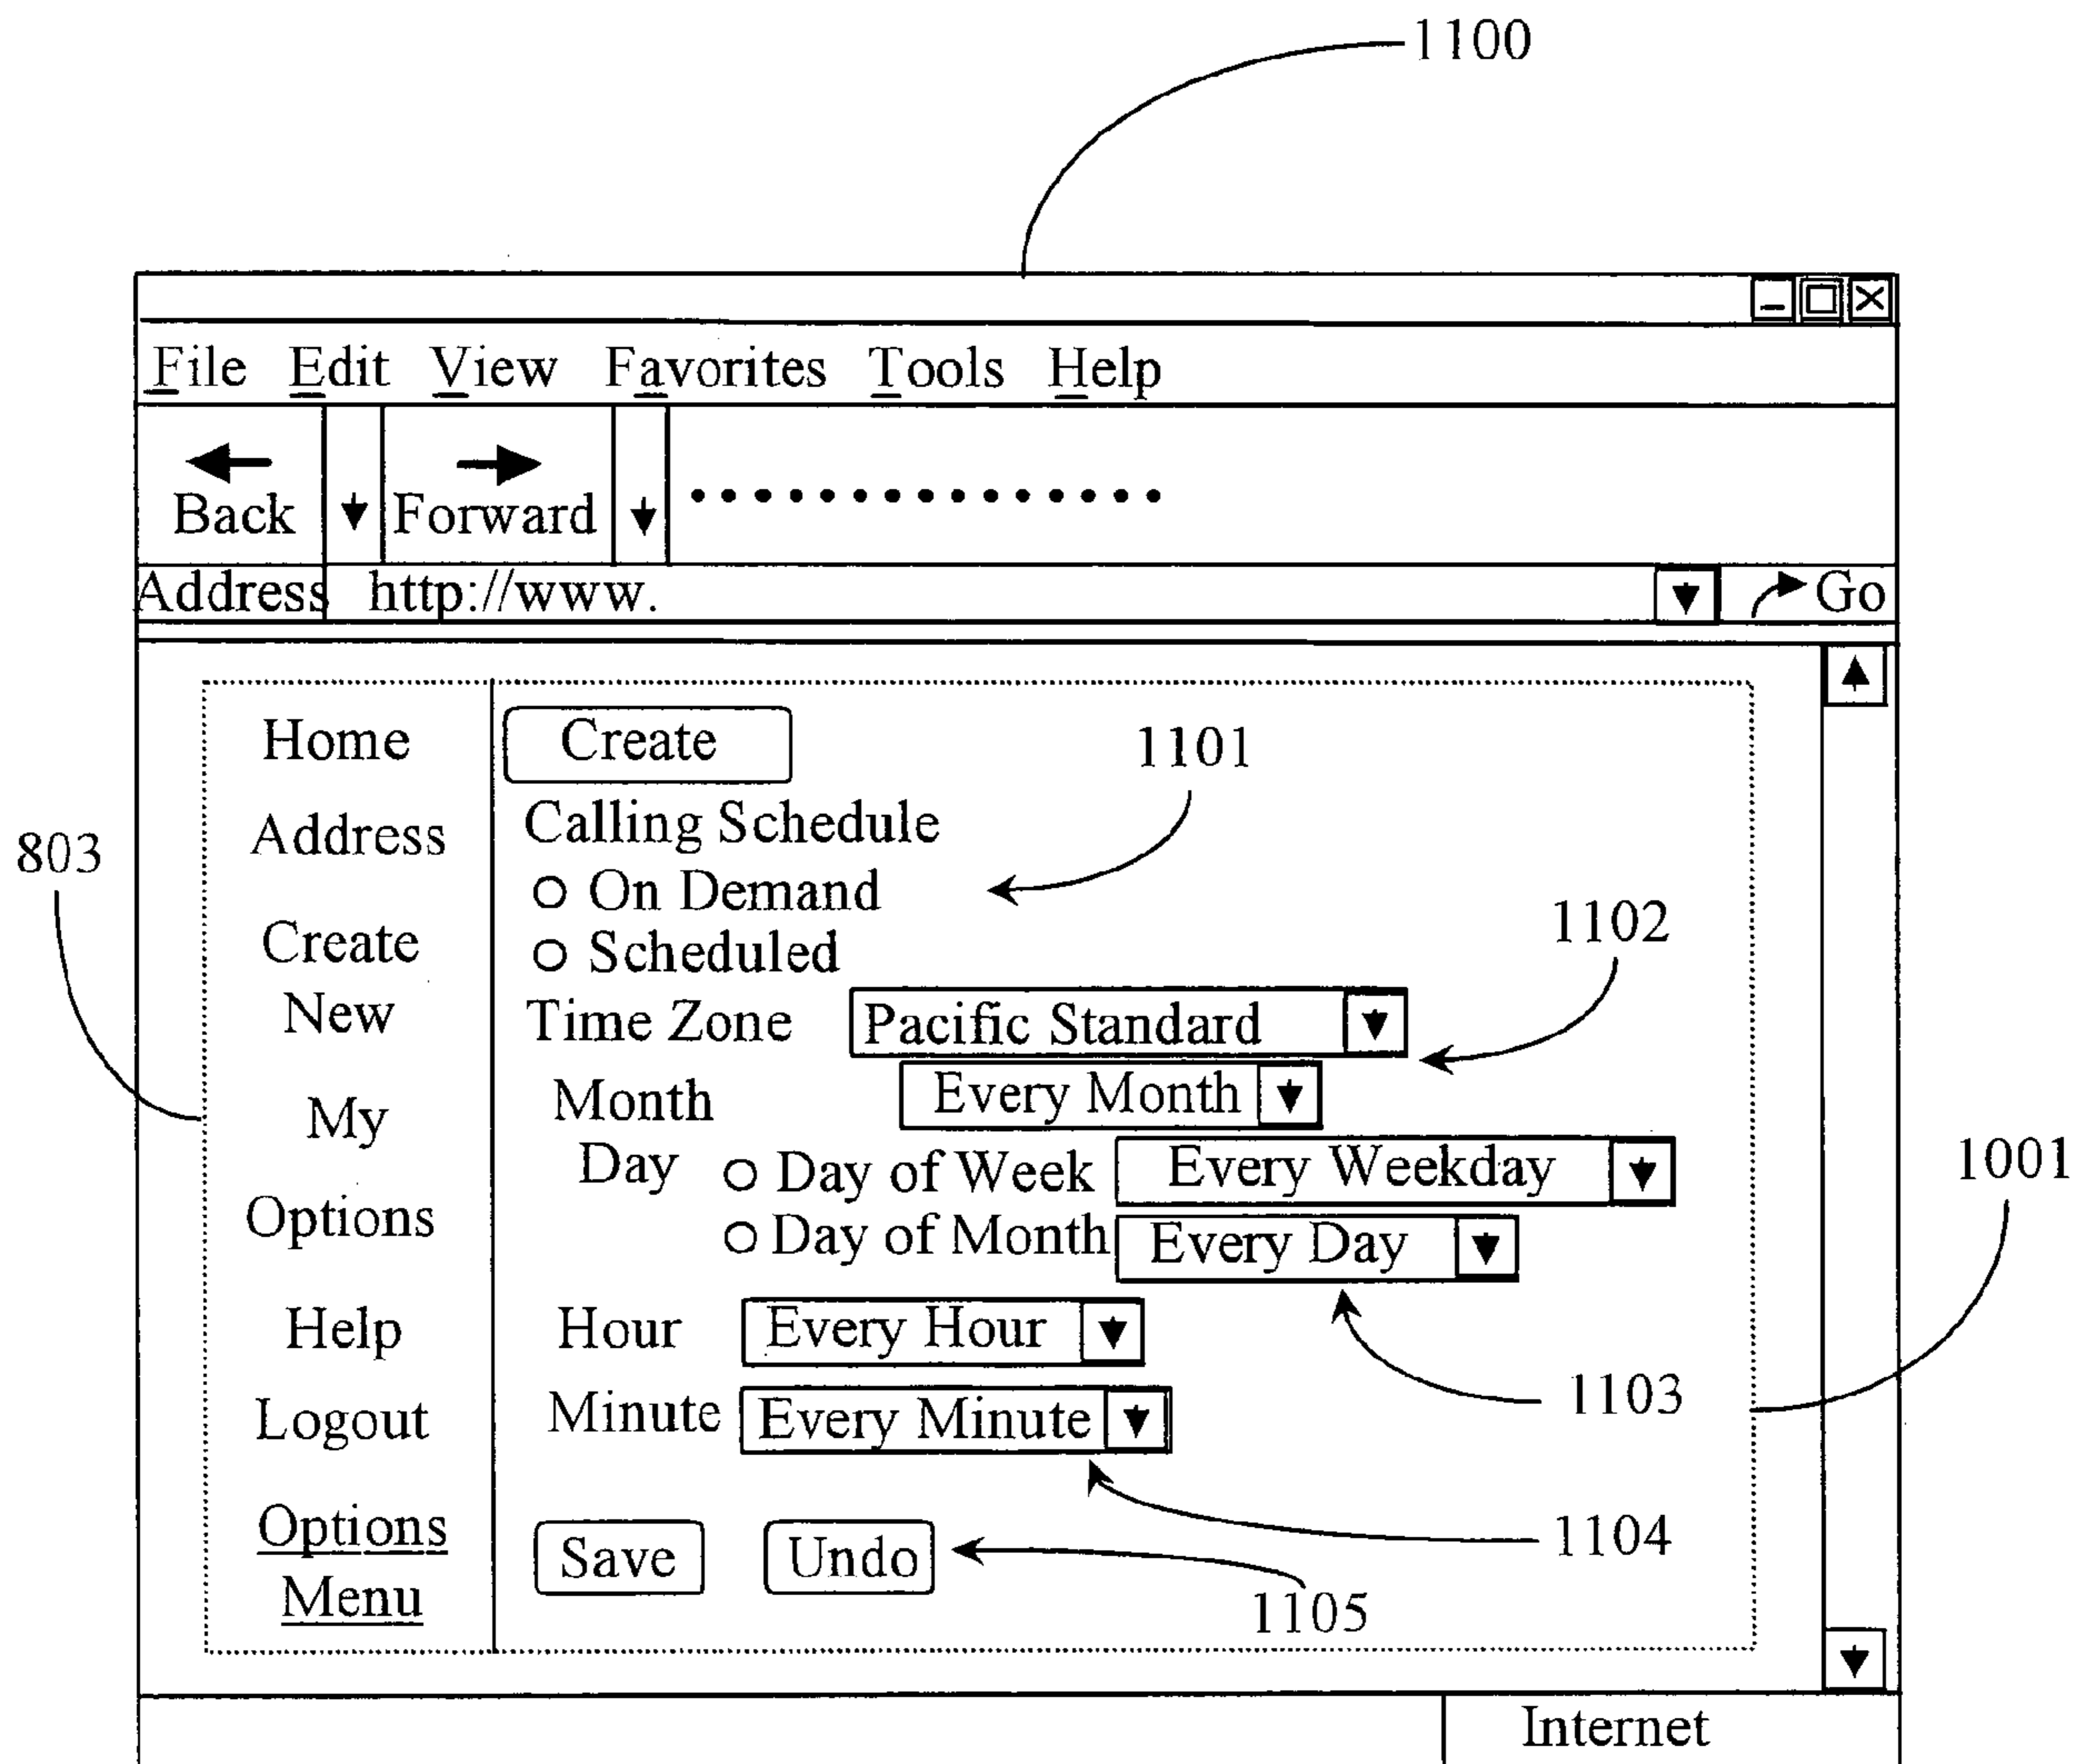 1100
File Edit View Favorites Tools Help
Back Forward
Address http://www. Go
Home
Address
Create
New
My
Options
Help
Logout
Options
Menu
Create
Calling Schedule
On Demand
Scheduled
Time Zone Pacific Standard
Month Every Month
Day Day of Week Every Weekday
Day of Month Every Day
Hour Every Hour
Minute Every Minute
Save Undo
803
1101
1102
1001
1103
1104
1105
Internet